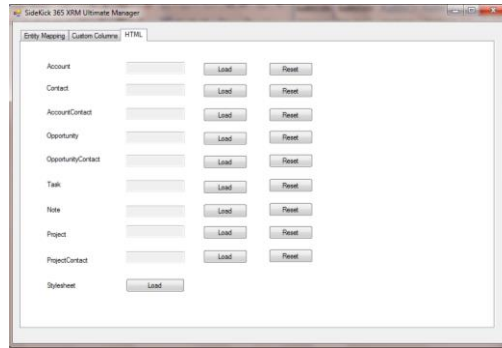 SideKick 365 XRM Ultimate Manager
Entity Mapping Custom Columns HTML
Account Load Reset
Contact Load Reset
AccountContact Load Reset
Opportunity Load Reset
OpportunityContact Load Reset
Task Load Reset
Note Load Reset
Project Load Reset
ProjectContact Load Reset
Stylesheet Load